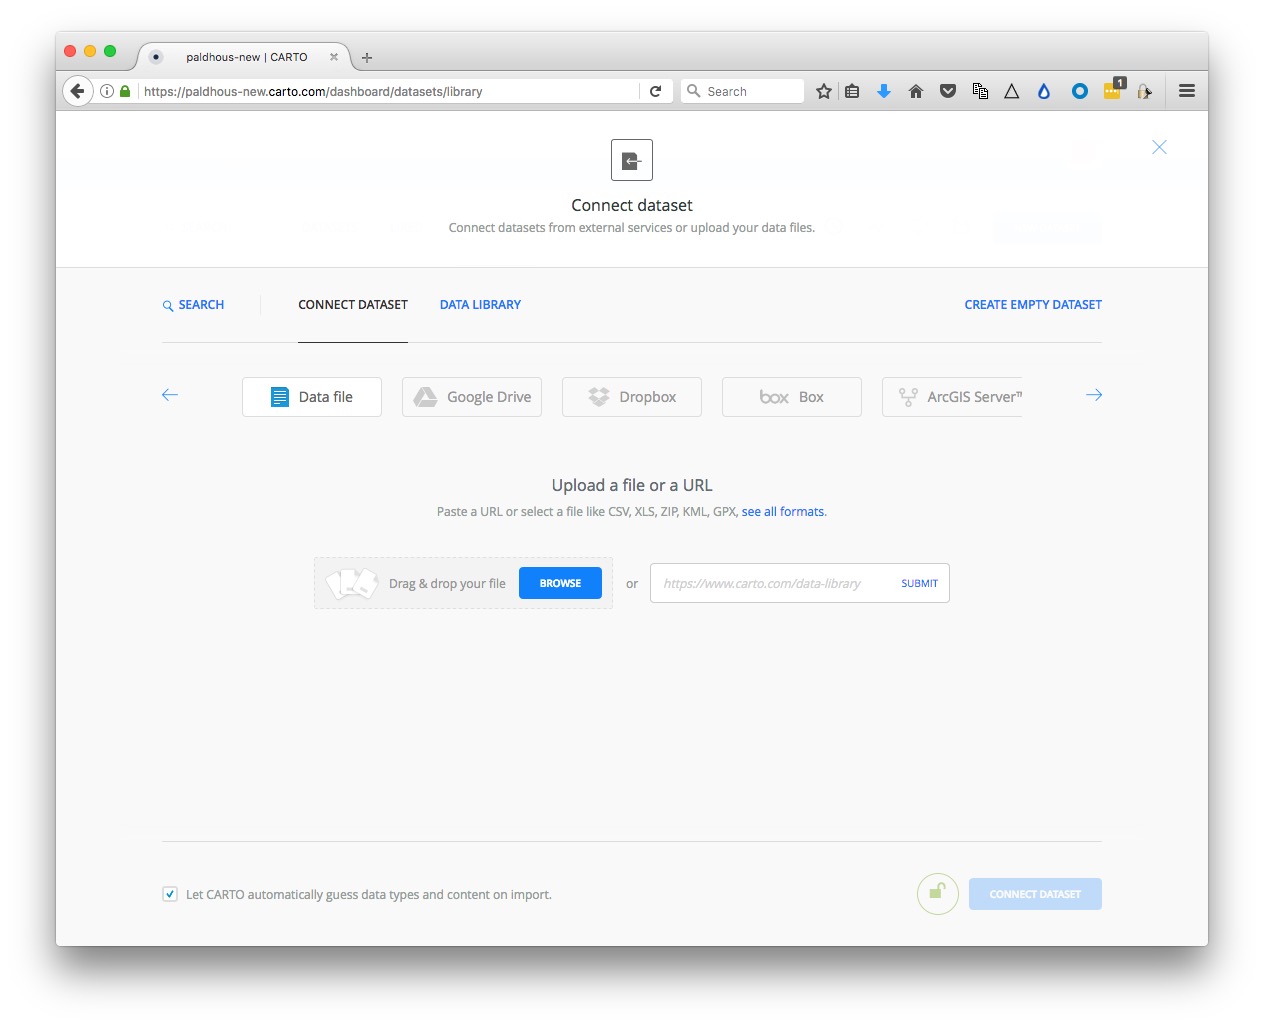 paldhous-new | CARTO
https://paldhous-new.carto.com/dashboard/datasets/library
Search
1
Connect dataset
Connect datasets from external services or upload your data files.
SEARCH
CONNECT DATASET
DATA LIBRARY
CREATE EMPTY DATASET
Data file
Google Drive
Dropbox
box Box
ArcGIS Server™
Upload a file or a URL
Paste a URL or select a file like CSV, XLS, ZIP, KML, GPX, see all formats.
Drag & drop your file
BROWSE
or
https://www.carto.com/data-library
SUBMIT
Let CARTO automatically guess data types and content on import.
CONNECT DATASET